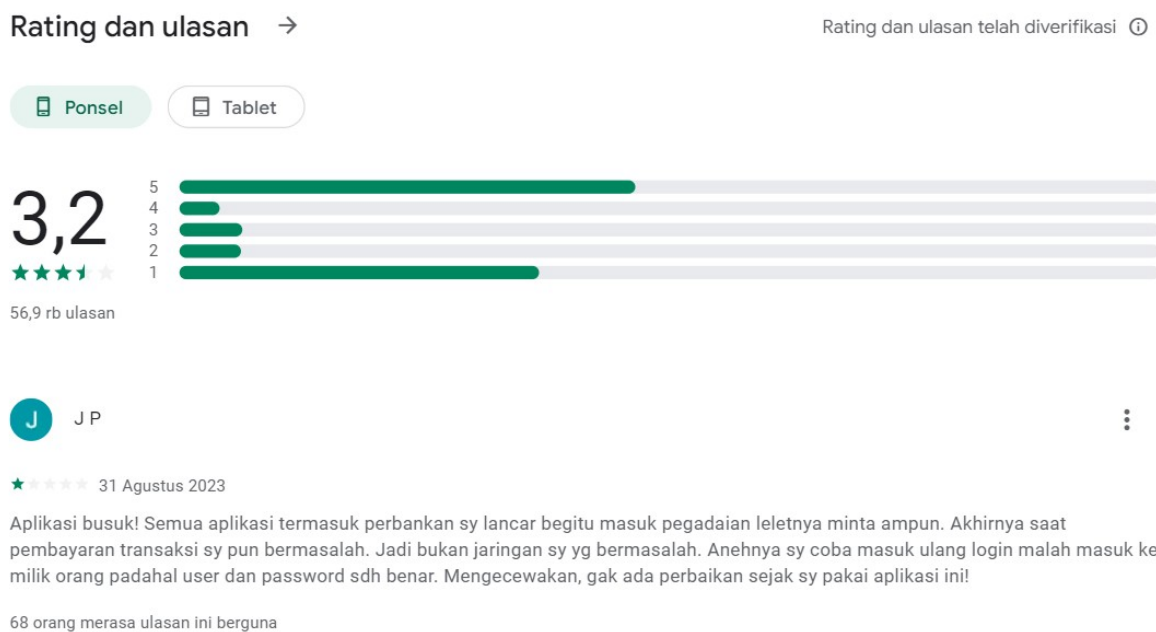 Rating dan ulasan
Rating dan ulasan telah diverifikasi
Ponsel
Tablet
3,2
5
4
3
2
1
56,9 rb ulasan
J
J P
31 Agustus 2023
Aplikasi busuk! Semua aplikasi termasuk perbankan sy lancar begitu masuk pegadaian leletnya minta ampun. Akhirnya saat
pembayaran transaksi sy pun bermasalah. Jadi bukan jaringan sy yg bermasalah. Anehnya sy coba masuk ulang login malah masuk ke
milik orang padahal user dan password sdh benar. Mengecewakan, gak ada perbaikan sejak sy pakai aplikasi ini!
68 orang merasa ulasan ini berguna